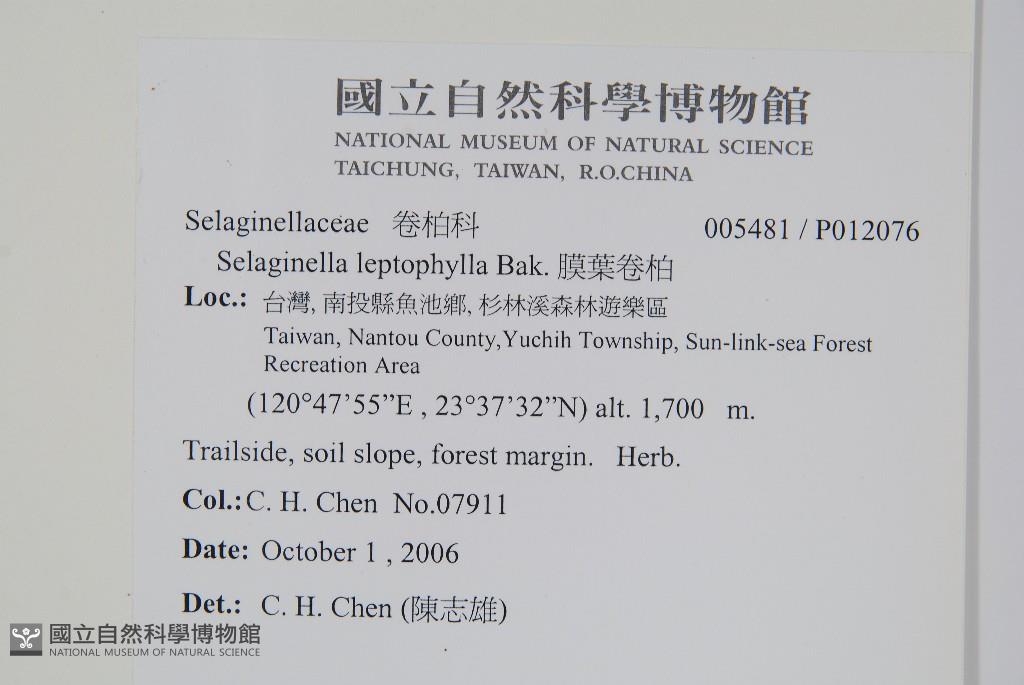 國立自然科學博物館
NATIONAL MUSEUM OF NATURAL SCIENCE
TAICHUNG, TAIWAN, R.O.CHINA
Selaginellaceae 卷柏科 005481 / P012076
Selaginella leptophylla Bak. 膜葉卷柏
Loc.: 台灣, 南投縣魚池鄉, 杉林溪森林遊樂區
Taiwan, Nantou County,Yuchih Township, Sun-link-sea Forest
Recreation Area
(120°47’55”E , 23°37’32”N) alt. 1,700 m.
Trailside, soil slope, forest margin. Herb.
Col.: C. H. Chen No.07911
Date: October 1 , 2006
Det.: C. H. Chen (陳志雄)
國立自然科學博物館
NATIONAL MUSEUM OF NATURAL SCIENCE